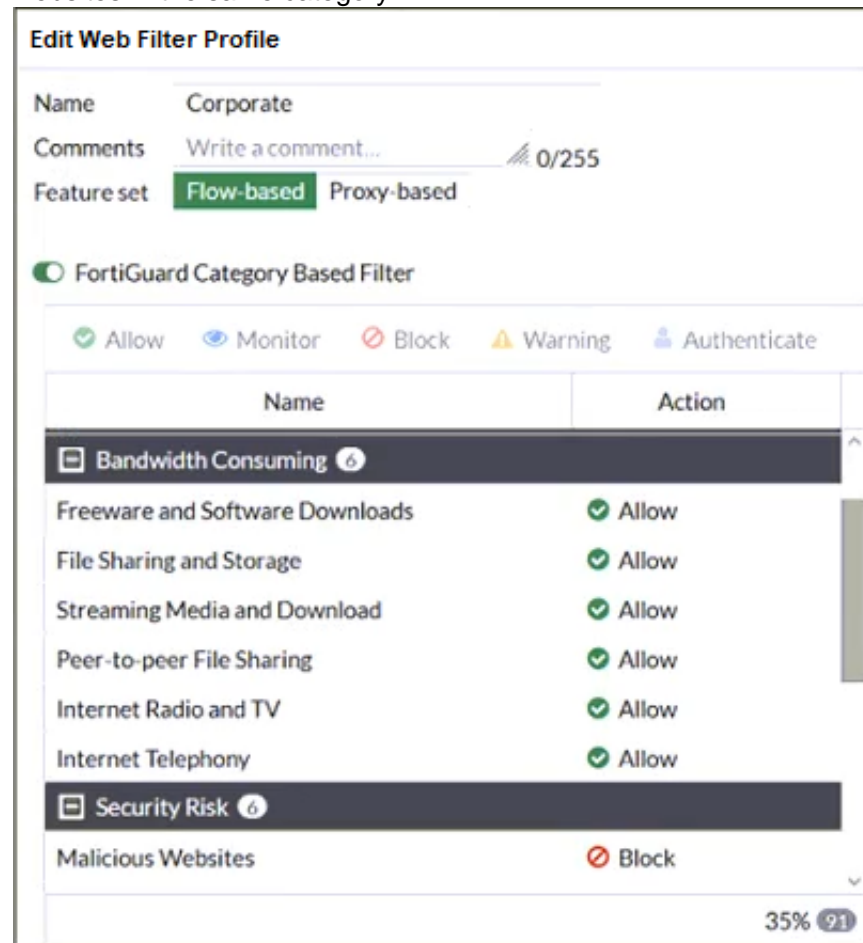 Edit Web Filter Profile
Name Corporate
Comments Write a comment... 0/255
Feature set Flow-based Proxy-based
FortiGuard Category Based Filter
Allow Monitor Block Warning Authenticate
Name Action
Bandwidth Consuming 6
Freeware and Software Downloads Allow
File Sharing and Storage Allow
Streaming Media and Download Allow
Peer-to-peer File Sharing Allow
Internet Radio and TV Allow
Internet Telephony Allow
Security Risk 6
Malicious Websites Block
35% 91